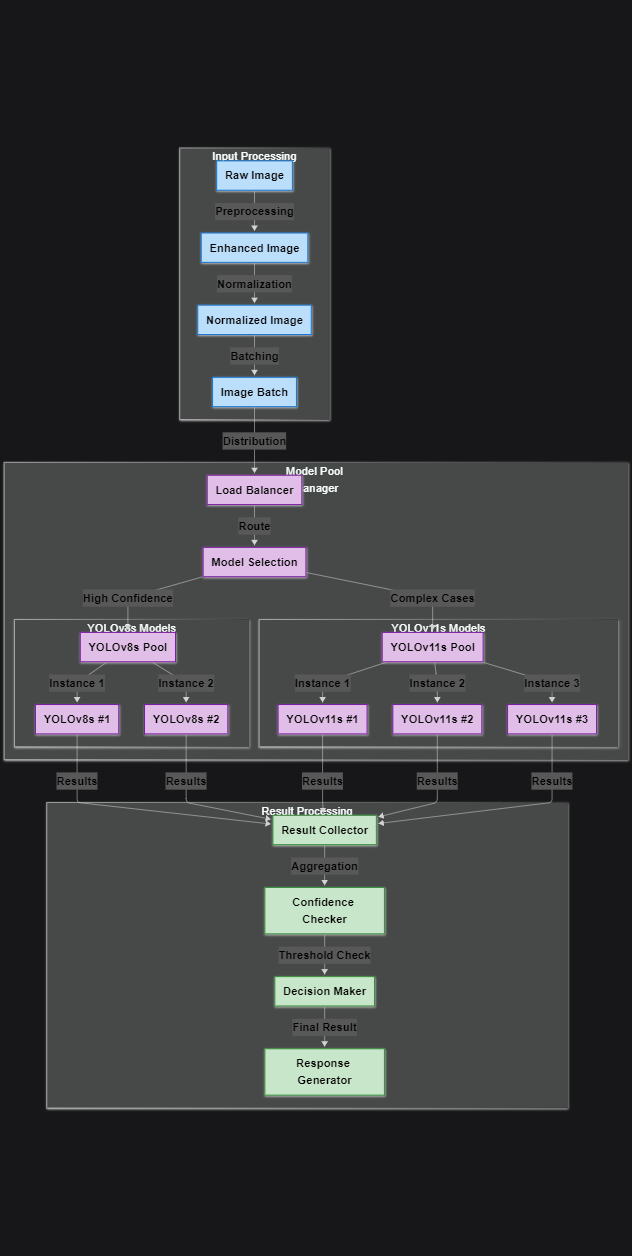 Input Processing
Raw Image
Preprocessing
Enhanced Image
Normalization
Normalized Image
Batching
Image Batch
Distribution
Model Pool
anager
Load Balancer
Route
Model Selection
High Confidence
Complex Cases
YOLOv8s Models
YOLOv11s Models
YOLOv8s Pool
YOLOv11s Pool
Instance 1
Instance 2
Instance 1
Instance 2
Instance 3
YOLOv8s #1
YOLOv8s #2
YOLOv11s #1
YOLOv11s #2
YOLOv11s #3
Results
Results
Results
Results
Results
Result Processing
Result Collector
Aggregation
Confidence
Checker
Threshold Check
Decision Maker
Final Result
Response
Generator